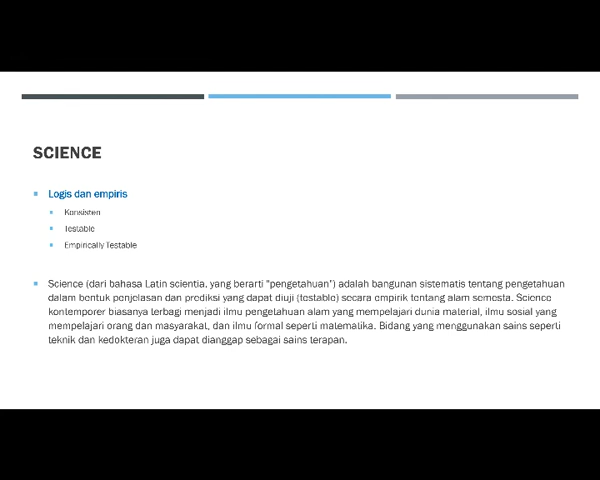 SCIENCE
Logis dan empiris
Konsisten
Testable
Empirically Testable
Science (dari bahasa Latin scientia, yang berarti "pengetahuan") adalah bangunan sistematis tentang pengetahuan
dalam bentuk penjelasan dan prediksi yang dapat diuji (testable) secara empirik tentang alam semesta. Science
kontemporer biasanya terbagi menjadi ilmu pengetahuan alam yang mempelajari dunia material, ilmu sosial yang
mempelajari orang dan masyarakat, dan ilmu formal seperti matematika. Bidang yang menggunakan sains seperti
teknik dan kedokteran juga dapat dianggap sebagai sains terapan.